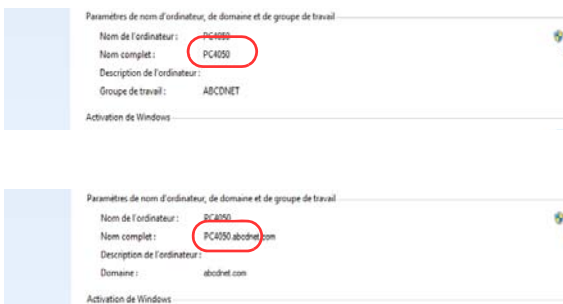 Paramètres de nom d'ordinateur, de domaine et de groupe de travail
Nom de l'ordinateur : PC4050
Nom complet : PC4050
Description de l'ordinateur :
Groupe de travail : ABCDNET
Activation de Windows
Paramètres de nom d'ordinateur, de domaine et de groupe de travail
Nom de l'ordinateur : PC4050
Nom complet : PC4050.abcdnet.com
Description de l'ordinateur :
Domaine : abcdnet.com
Activation de Windows